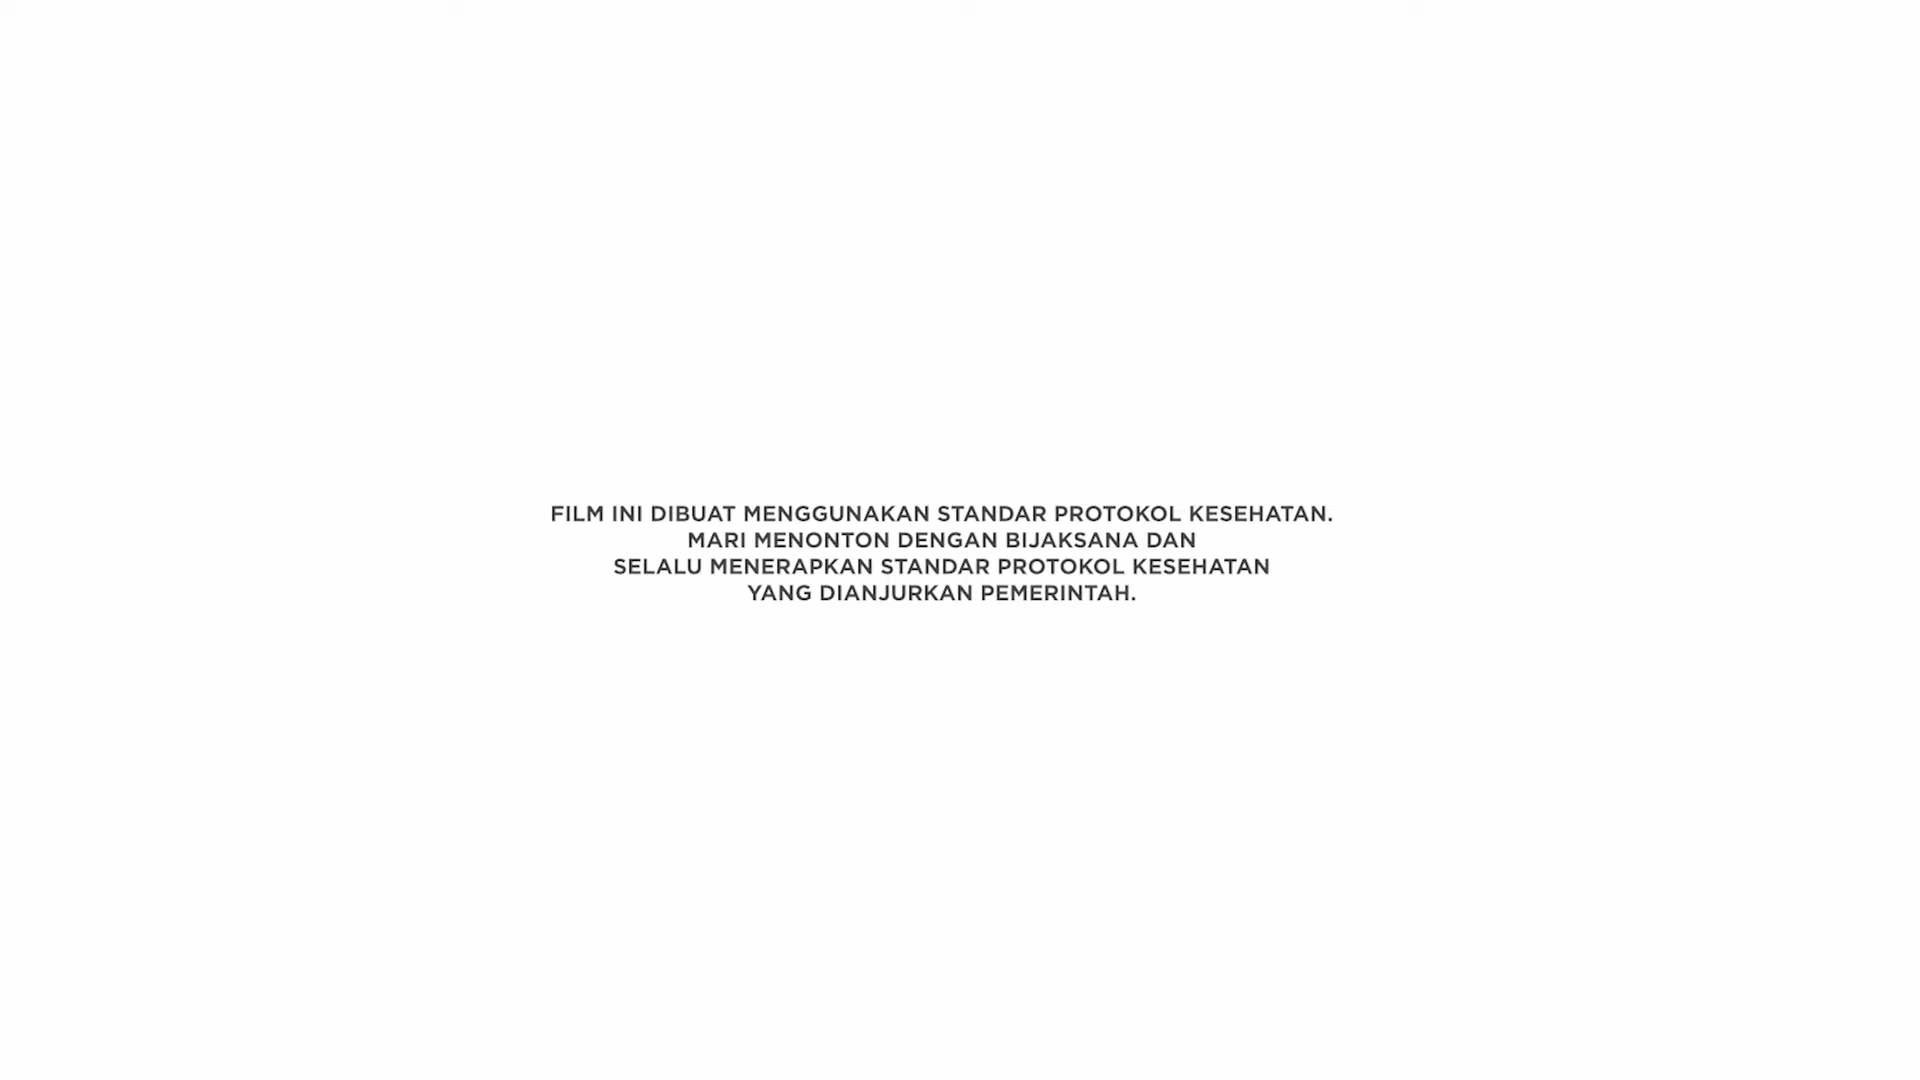 FILM INI DIBUAT MENGGUNAKAN STANDAR PROTOKOL KESEHATAN.
MARI MENONTON DENGAN BIJAKSANA DAN
SELALU MENERAPKAN STANDAR PROTOKOL KESEHATAN
YANG DIANJURKAN PEMERINTAH.